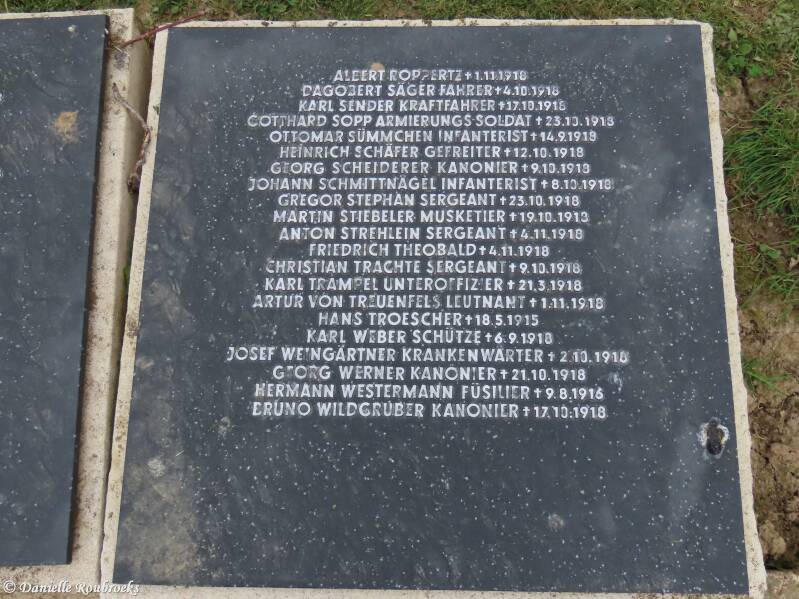 ALBERT ROPPERTZ † 1.11.1918
DAGOBERT SÄGER FAHRER † 4.10.1918
KARL SENDER KRAFTFAHRER † 17.10.1918
GOTTHARD SOPP ARMIERUNGS-SOLDAT † 23.10.1918
OTTOMAR SÜMMCHEN INFANTERIST † 14.9.1918
HEINRICH SCHÄFER GEFREITER † 12.10.1918
GEORG SCHEIDERER KANONIER † 9.10.1918
JOHANN SCHMITTNÄGEL INFANTERIST † 8.10.1918
GREGOR STEPHAN SERGEANT † 23.10.1918
MARTIN STIEBELER MUSKETIER † 19.10.1918
ANTON STREHLEIN SERGEANT † 4.11.1918
FRIEDRICH THEOBALD † 4.11.1918
CHRISTIAN TRACHTE SERGEANT † 9.10.1918
KARL TRAMPEL UNTEROFFIZIER † 21.3.1918
ARTUR VON TREUENFELS LEUTNANT † 1.11.1918
HANS TROESCHER † 18.5.1915
KARL WEBER SCHÜTZE † 6.9.1918
JOSEF WEINGÄRTNER KRANKENWÄRTER † 2.10.1918
GEORG WERNER KANONIER † 21.10.1918
HERMANN WESTERMANN FÜSILIER † 9.8.1916
BRUNO WILDGRUBER KANONIER † 17.10.1918
© Danielle Roubroeks